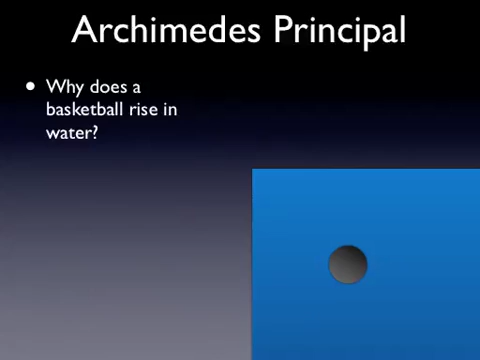 Archimedes Principal
• Why does a
basketball rise in
water?